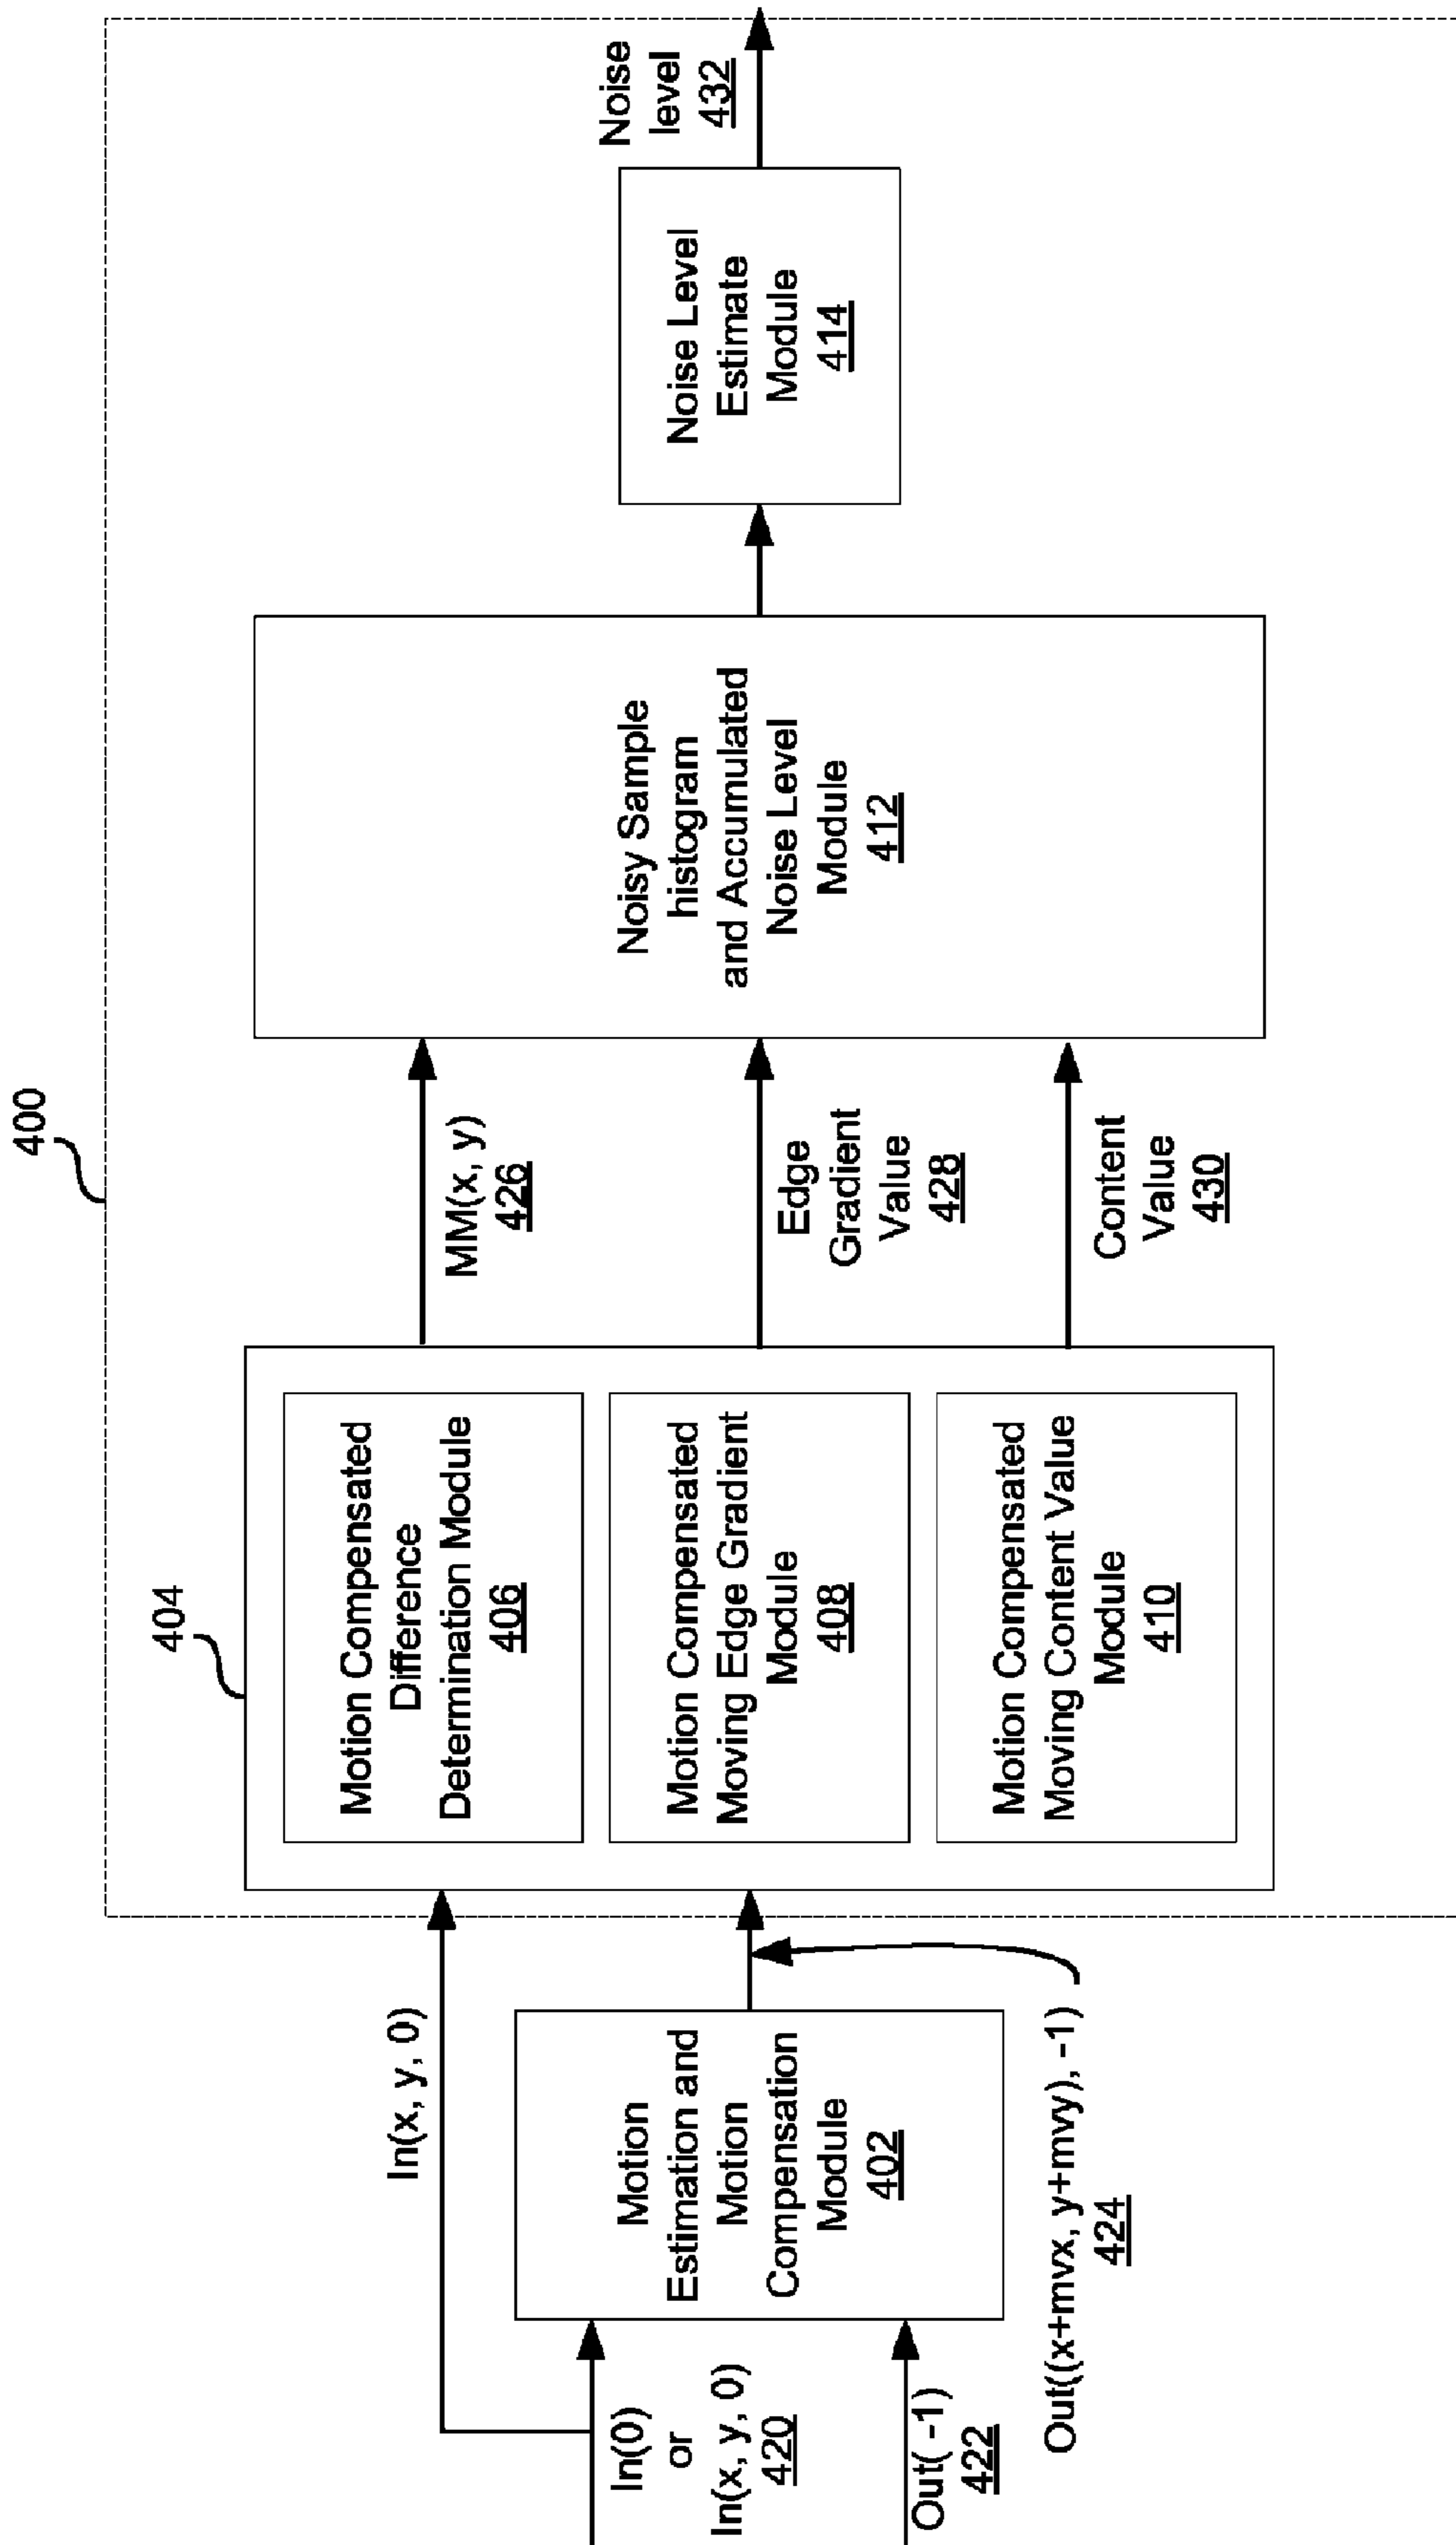 400
404
In(x, y, 0)
In(0)
or
In(x, y, 0)
420
Out( -1)
422
Motion
Estimation and
Motion
Compensation
Module
402
Out((x+mvx, y+mvy), -1)
424
Motion Compensated
Difference
Determination Module
406
Motion Compensated
Moving Edge Gradient
Module
408
Motion Compensated
Moving Content Value
Module
410
MM(x, y)
426
Edge
Gradient
Value
428
Content
Value
430
Noisy Sample
histogram
and Accumulated
Noise Level
Module
412
Noise Level
Estimate
Module
414
Noise
level
432